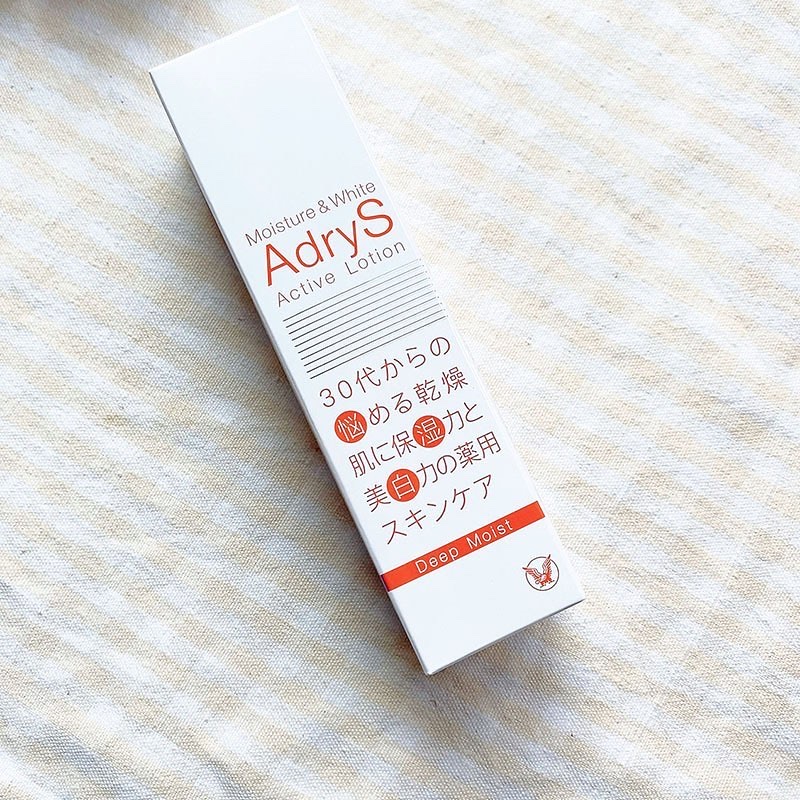 Moisture & White
AdryS
Active Lotion
30代からの
悩める乾燥
肌に保湿力と
美白力の薬用
スキンケア
Deep Moist